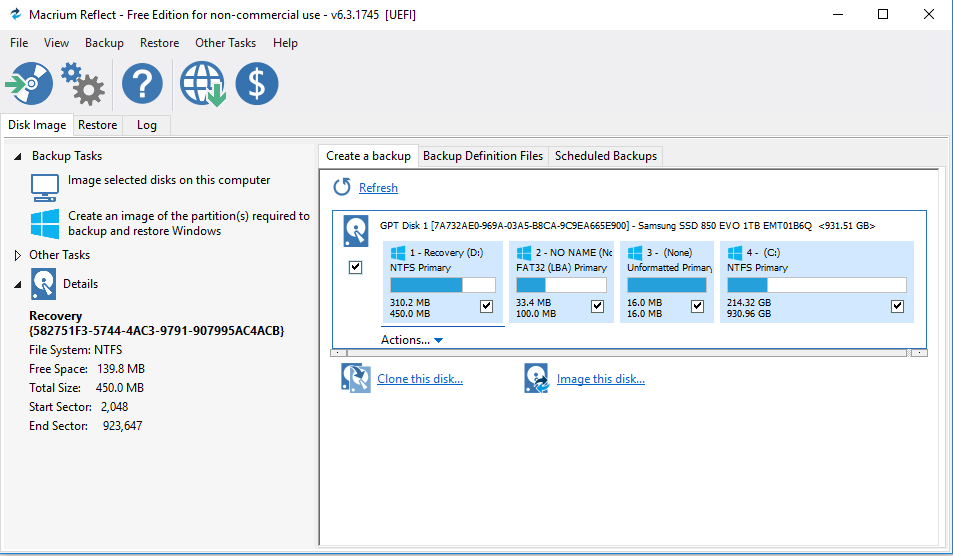 Macrium Reflect - Free Edition for non-commercial use - v6.3.1745 [UEFI]
File View Backup Restore Other Tasks Help
Disk Image Restore Log
Backup Tasks
Image selected disks on this computer
Create an image of the partition(s) required to
backup and restore Windows
Other Tasks
Details
Recovery
{582751F3-5744-4AC3-9791-907995AC4ACB}
File System: NTFS
Free Space: 139.8 MB
Total Size: 450.0 MB
Start Sector: 2,048
End Sector: 923,647
Create a backup Backup Definition Files Scheduled Backups
Refresh
GPT Disk 1 [7A732AE0-969A-03A5-B8CA-9C9EA665E900] - Samsung SSD 850 EVO 1TB EMT01B6Q <931.51 GB>
1 - Recovery (D:)
NTFS Primary
310.2 MB
450.0 MB
2 - NO NAME (Nc
FAT32 (LBA) Primary
33.4 MB
100.0 MB
3 - (None)
Unformatted Primary
16.0 MB
16.0 MB
4 - (C:)
NTFS Primary
214.32 GB
930.96 GB
Actions...
Clone this disk... Image this disk...